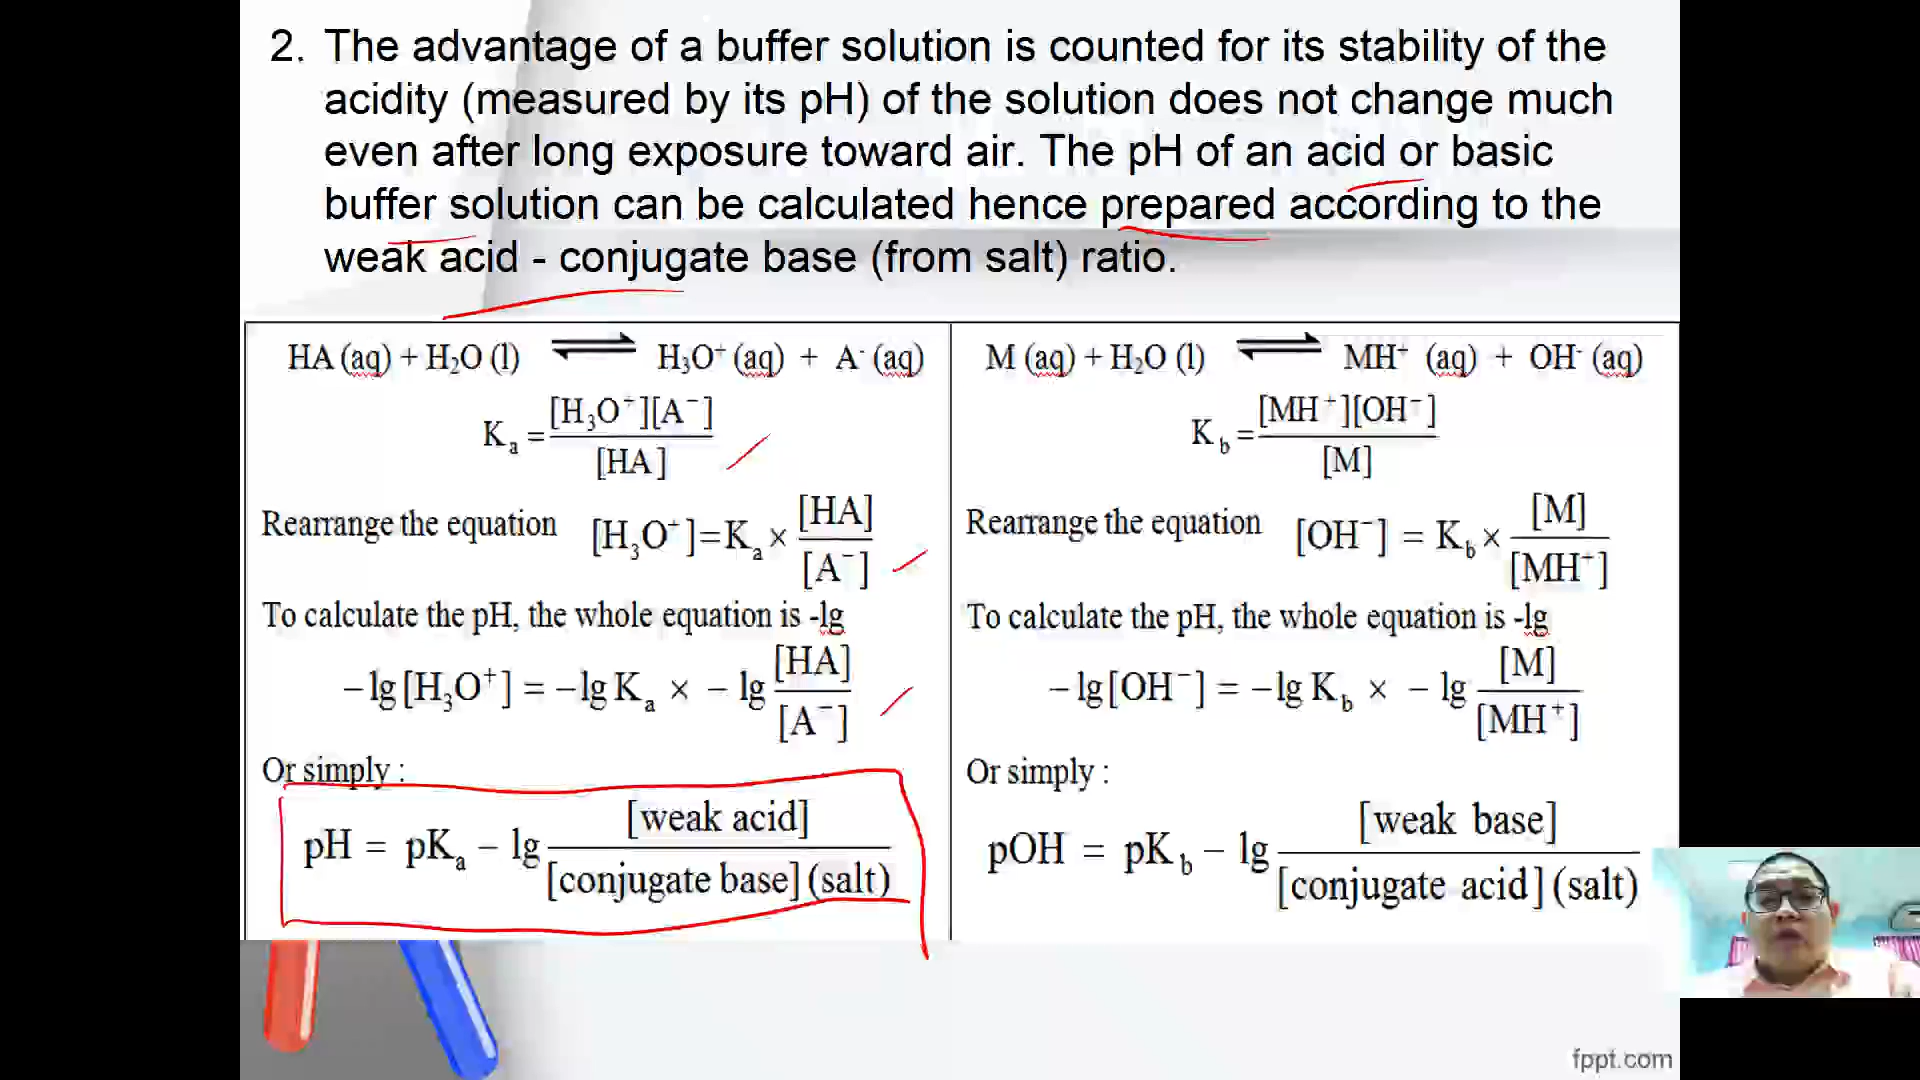 2. The advantage of a buffer solution is counted for its stability of the
acidity (measured by its pH) of the solution does not change much
even after long exposure toward air. The pH of an acid or basic
buffer solution can be calculated hence prepared according to the
weak acid - conjugate base (from salt) ratio.
HA (aq) + H₂O (l) ⇌ H₃O⁺ (aq) + A⁻ (aq)
Kₐ = [H₃O⁺][A⁻] / [HA]
Rearrange the equation [H₃O⁺] = Kₐ × [HA] / [A⁻]
To calculate the pH, the whole equation is -lg
− lg [H₃O⁺] = −lg Kₐ × − lg [HA] / [A⁻]
Or simply :
pH = pKₐ − lg [weak acid] / [conjugate base] (salt)
M (aq) + H₂O (l) ⇌ MH⁺ (aq) + OH⁻ (aq)
K_b = [MH⁺][OH⁻] / [M]
Rearrange the equation [OH⁻] = K_b × [M] / [MH⁺]
To calculate the pH, the whole equation is -lg
− lg [OH⁻] = −lg K_b × − lg [M] / [MH⁺]
Or simply :
pOH = pK_b − lg [weak base] / [conjugate acid] (salt)
fppt.com